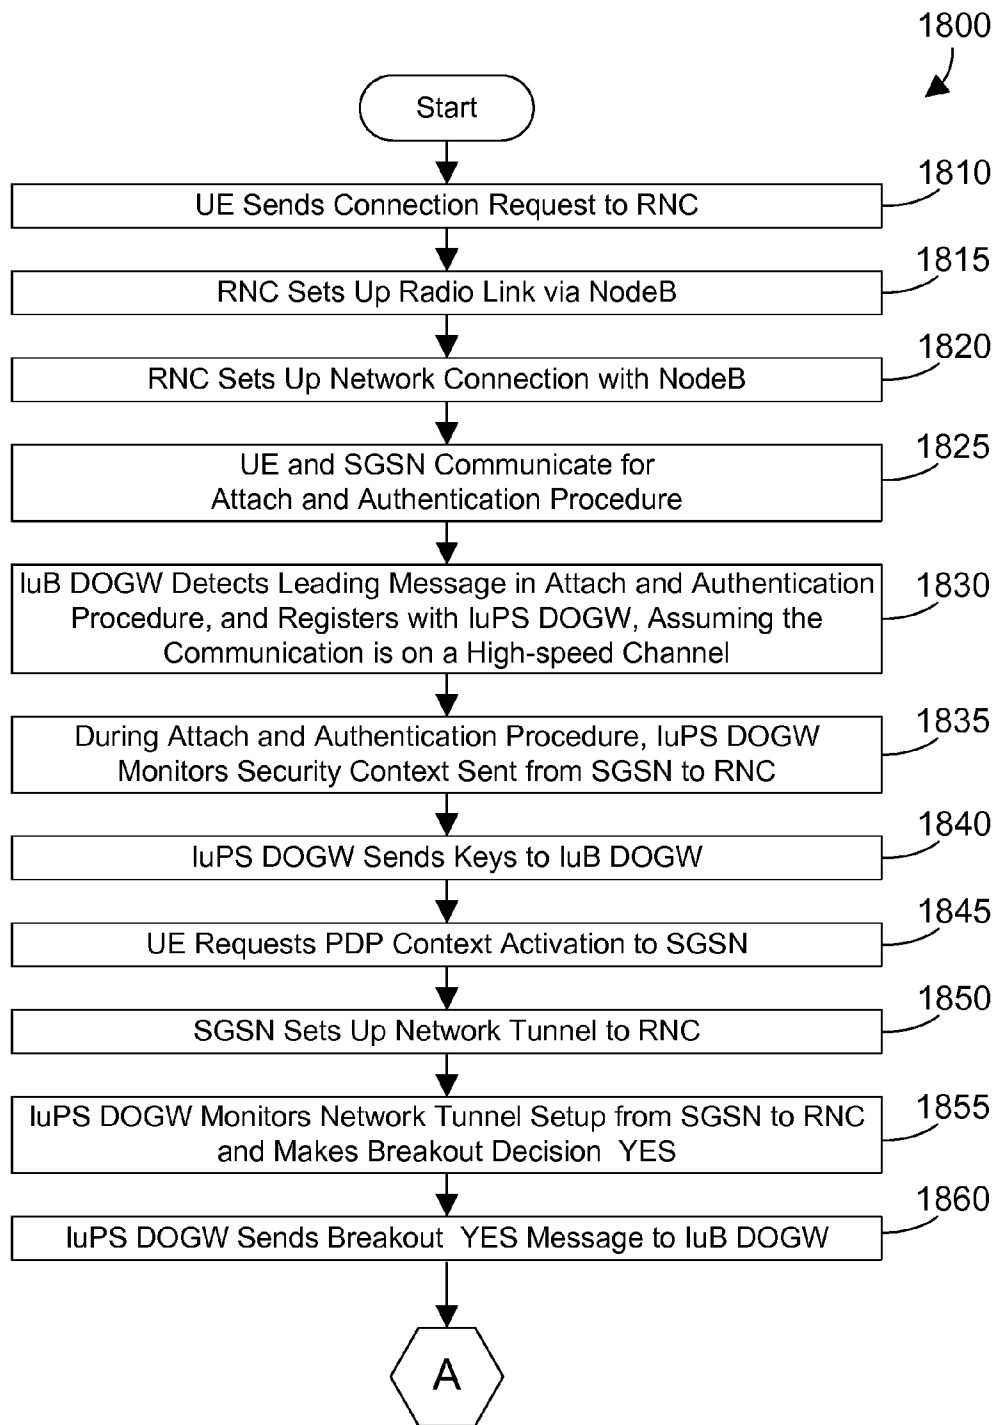 1800
Start
1810
UE Sends Connection Request to RNC
1815
RNC Sets Up Radio Link via NodeB
1820
RNC Sets Up Network Connection with NodeB
1825
UE and SGSN Communicate for
Attach and Authentication Procedure
1830
IuB DOGW Detects Leading Message in Attach and Authentication
Procedure, and Registers with IuPS DOGW, Assuming the
Communication is on a High-speed Channel
1835
During Attach and Authentication Procedure, IuPS DOGW
Monitors Security Context Sent from SGSN to RNC
1840
IuPS DOGW Sends Keys to IuB DOGW
1845
UE Requests PDP Context Activation to SGSN
1850
SGSN Sets Up Network Tunnel to RNC
1855
IuPS DOGW Monitors Network Tunnel Setup from SGSN to RNC
and Makes Breakout Decision YES
1860
IuPS DOGW Sends Breakout YES Message to IuB DOGW
A